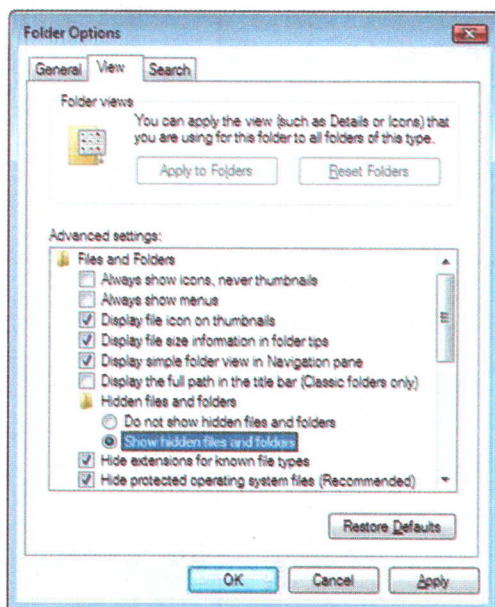 Folder Options
General View Search
Folder views
You can apply the view (such as Details or Icons) that
you are using for this folder to all folders of this type.
Apply to Folders Reset Folders
Advanced settings:
Files and Folders
Always show icons, never thumbnails
Always show menus
Display file icon on thumbnails
Display file size information in folder tips
Display simple folder view in Navigation pane
Display the full path in the title bar (Classic folders only)
Hidden files and folders
Do not show hidden files and folders
Show hidden files and folders
Hide extensions for known file types
Hide protected operating system files (Recommended)
Restore Defaults
OK Cancel Apply